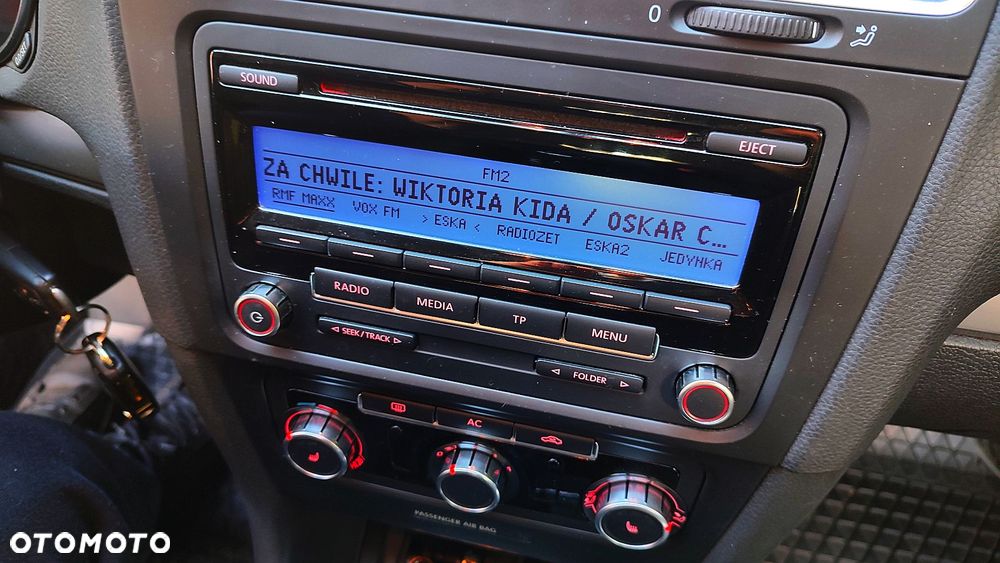 0
SOUND
EJECT
FM2
ZA CHWILE: WIKTORIA KIDA / OSKAR C...
RMF MAXX VOX FM > ESKA < RADIOZET ESKA2 JEDYNKA
RADIO MEDIA TP MENU
SEEK/TRACK
FOLDER
AC
PASSENGER AIR BAG
OTOMOTO